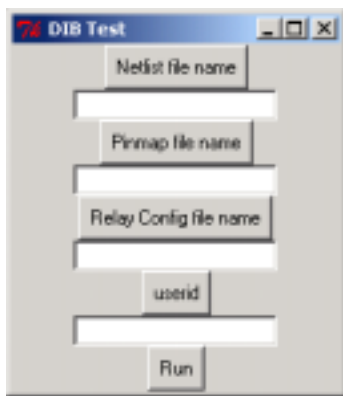 DIB Test
Netlist file name
Pinmap file name
Relay Config file name
userid
Run